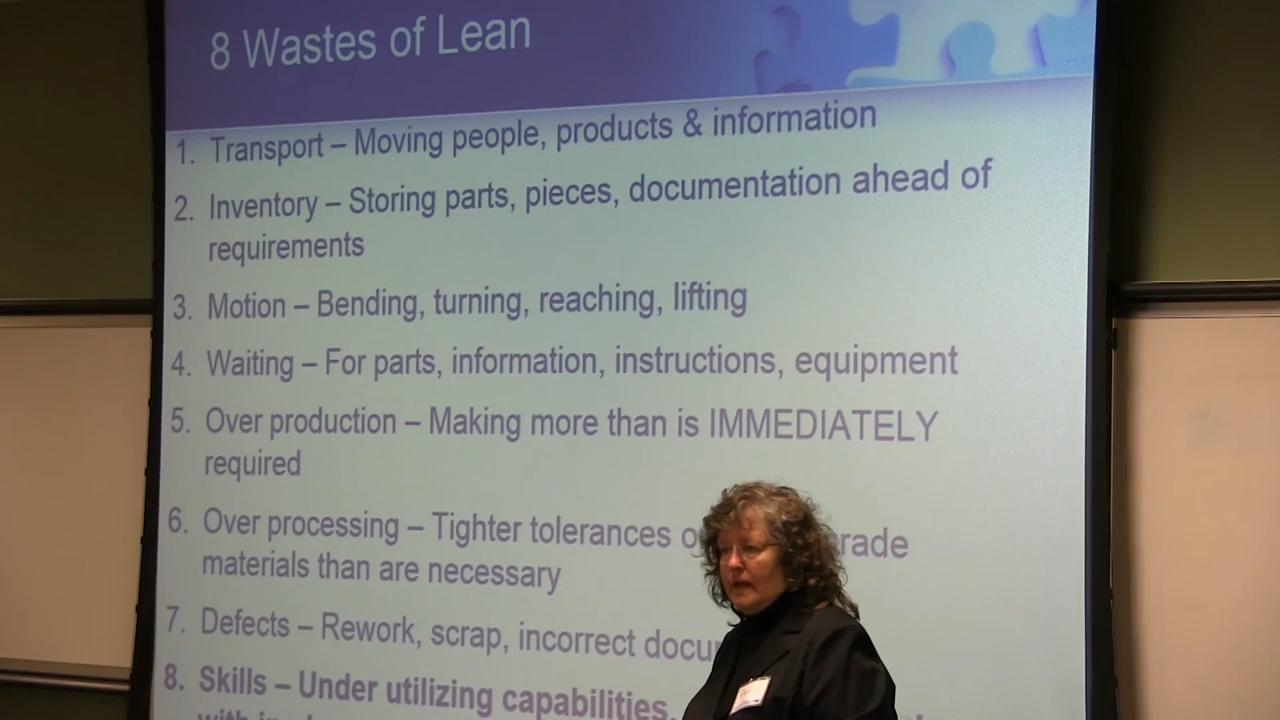 8 Wastes of Lean
1. Transport – Moving people, products & information
2. Inventory – Storing parts, pieces, documentation ahead of
requirements
3. Motion – Bending, turning, reaching, lifting
4. Waiting – For parts, information, instructions, equipment
5. Over production – Making more than is IMMEDIATELY
required
6. Over processing – Tighter tolerances
materials than are necessary
7. Defects – Rework, scrap, incorrect
8. Skills – Under utilizing capabilities,